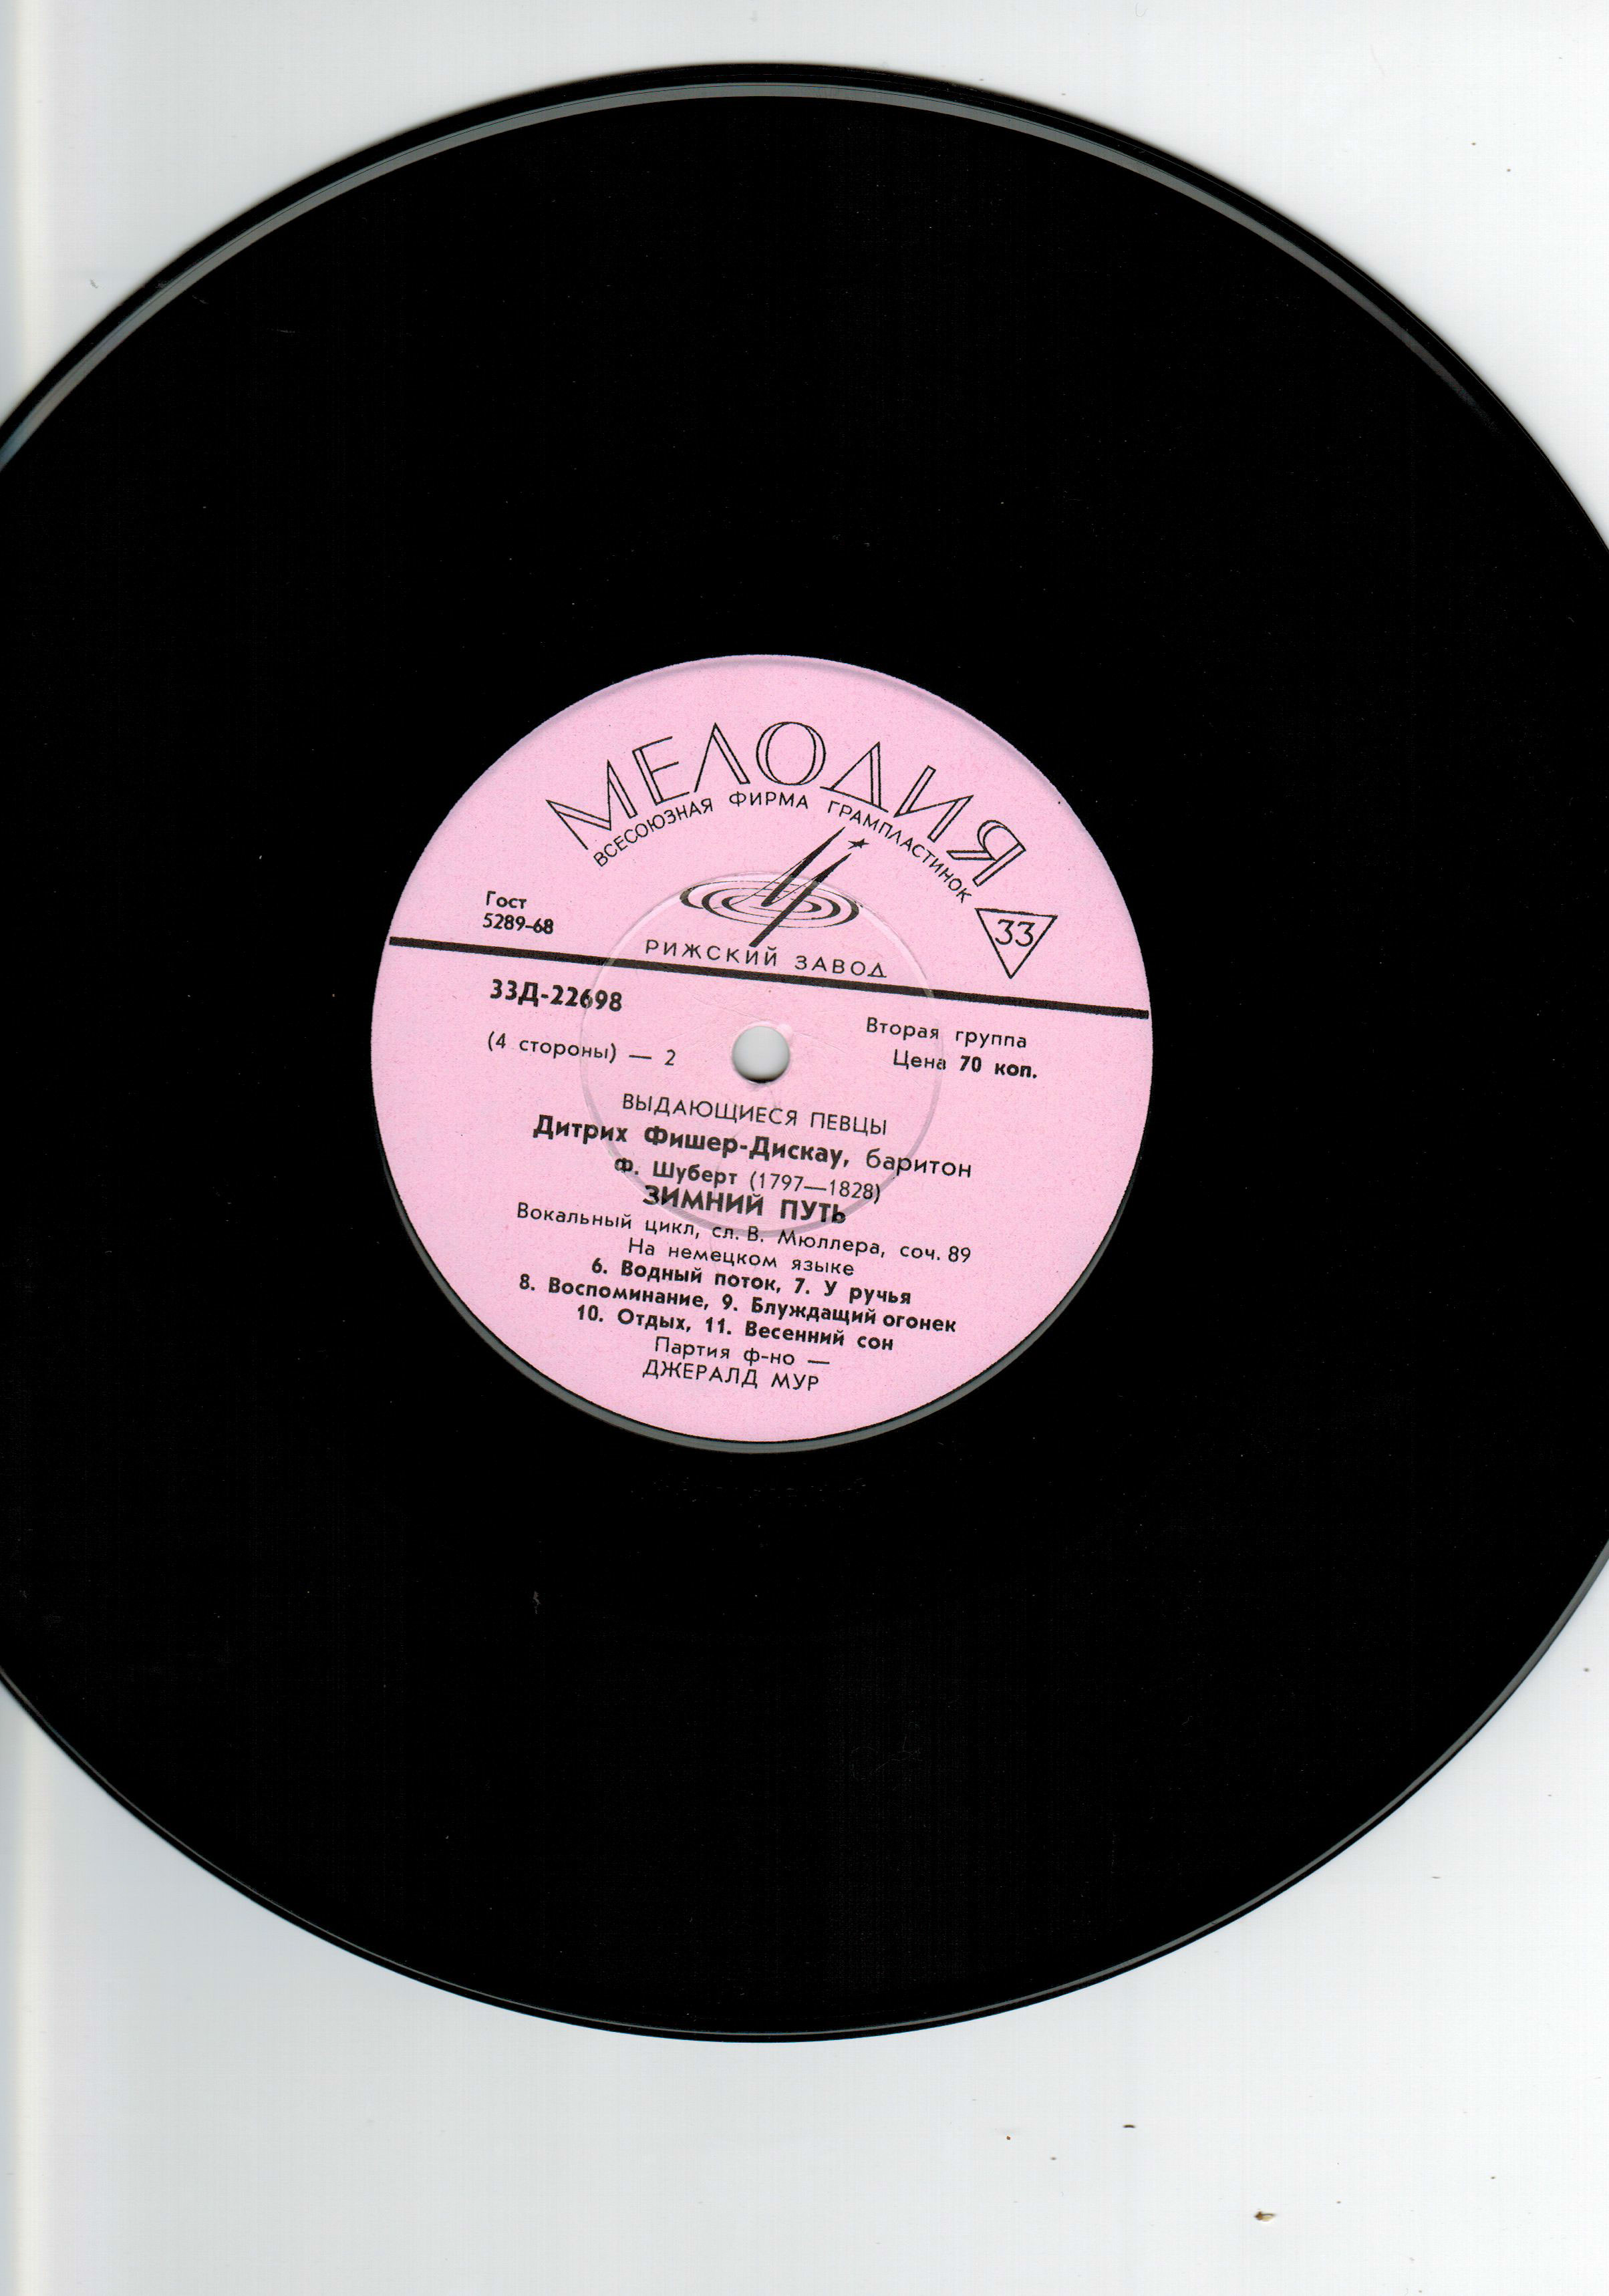 МЕЛОДИЯ
ВСЕСОЮЗНАЯ ФИРМА ГРАМПЛАСТИНОК
Гост
5289-68
33
РИЖСКИЙ ЗАВОД
33Д-22698
Вторая группа
(4 стороны) — 2
Цена 70 коп.
ВЫДАЮЩИЕСЯ ПЕВЦЫ
Дитрих Фишер-Дискау, баритон
Ф. Шуберт (1797—1828)
ЗИМНИЙ ПУТЬ
Вокальный цикл, сл. В. Мюллера, соч. 89
На немецком языке
6. Водный поток, 7. У ручья
8. Воспоминание, 9. Блуждащий огонек
10. Отдых, 11. Весенний сон
Партия ф-но —
ДЖЕРАЛД МУР